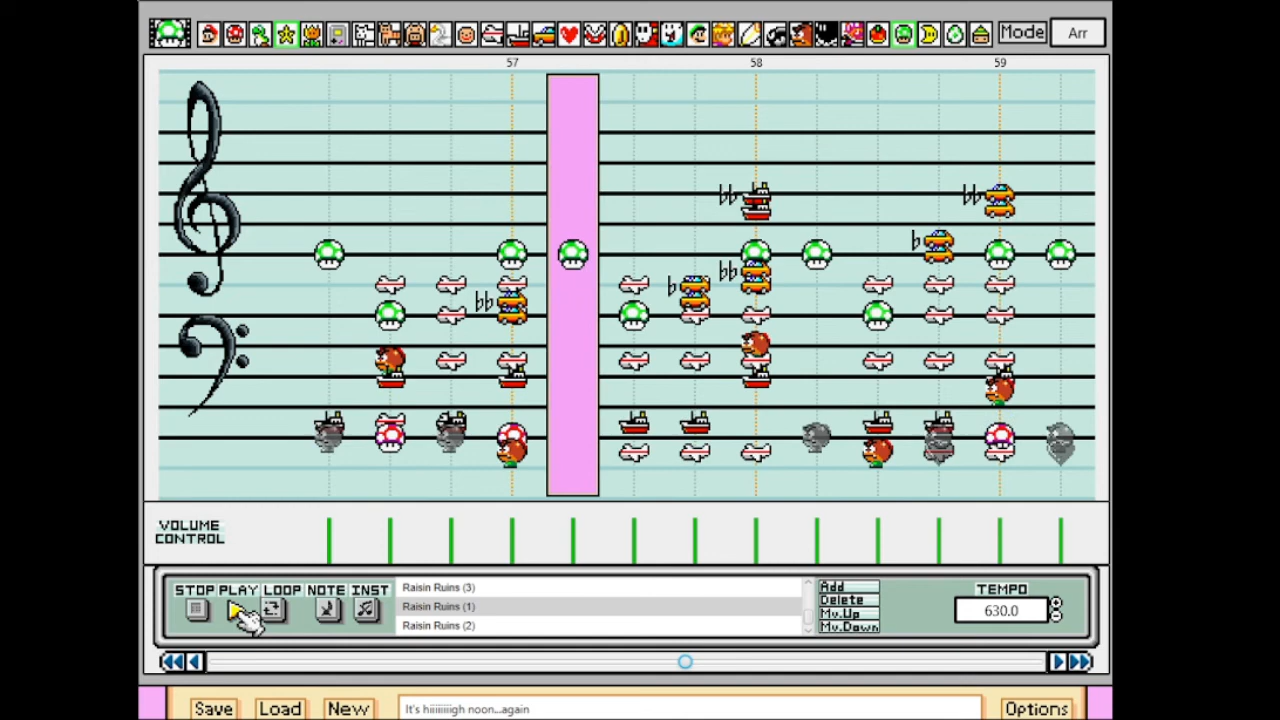 Mode Arr
57 58 59
VOLUME
CONTROL
STOP PLAY LOOP NOTE INST
Raisin Ruins (3)
Raisin Ruins (1)
Raisin Ruins (2)
Add
Delete
Mv.Up
Mv.Down
TEMPO
630.0
Save Load New It's hiiiiiiiigh noon...again Options